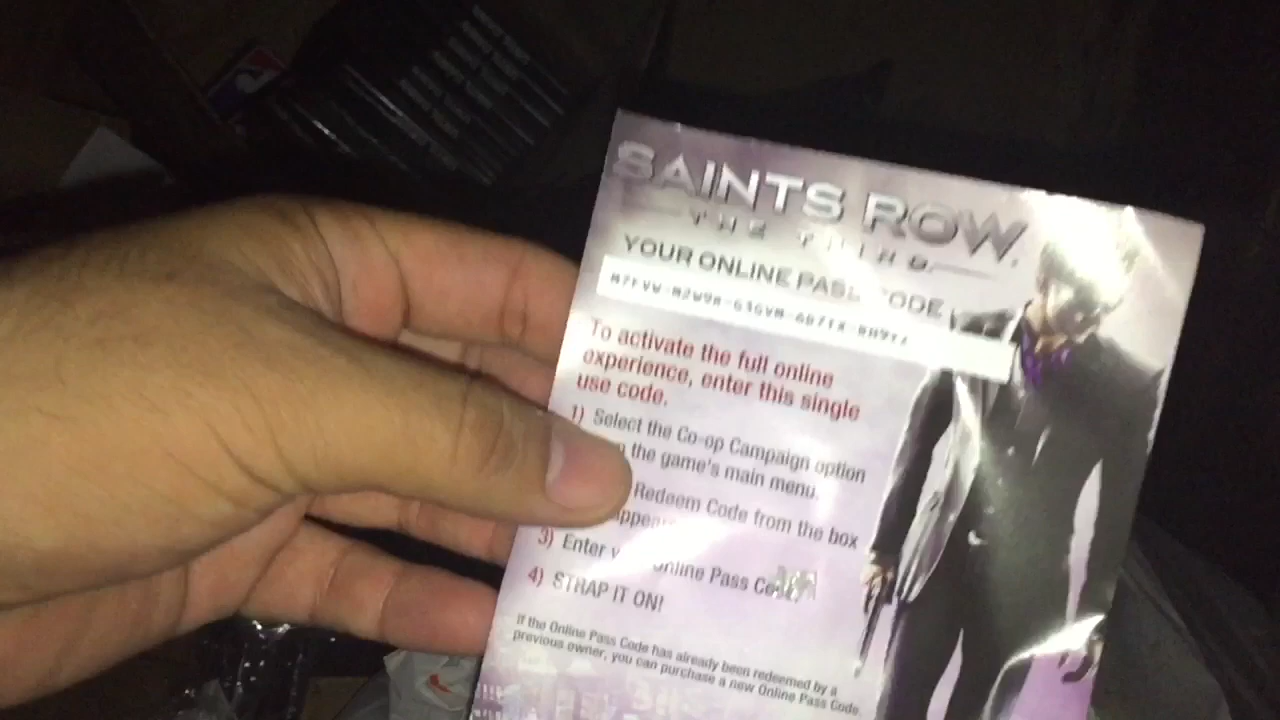 SAINTS ROW.
THE THIRD
YOUR ONLINE PASS CODE
To activate the full online
experience, enter this single
use code.
1) Select the Co-op Campaign option
the game's main menu.
Redeem Code from the box
appears
3) Enter Online Pass Code
4) STRAP IT ON!
If the Online Pass Code has already been redeemed by a
previous owner, you can purchase a new Online Pass Code